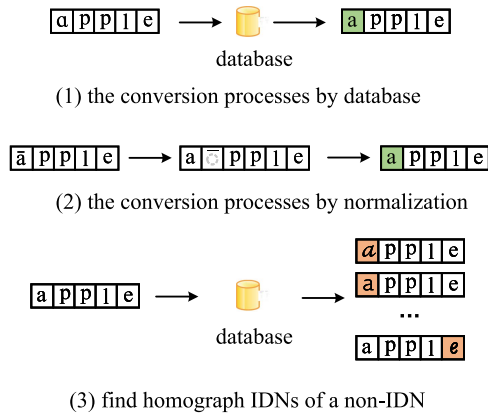 ɑ p p l e a p p l e
database
(1) the conversion processes by database
ā p p l e a ̄ p p l e a p p l e
(2) the conversion processes by normalization
a p p l e
a p p l e
a p p l e
...
a p p l e
database
(3) find homograph IDNs of a non-IDN